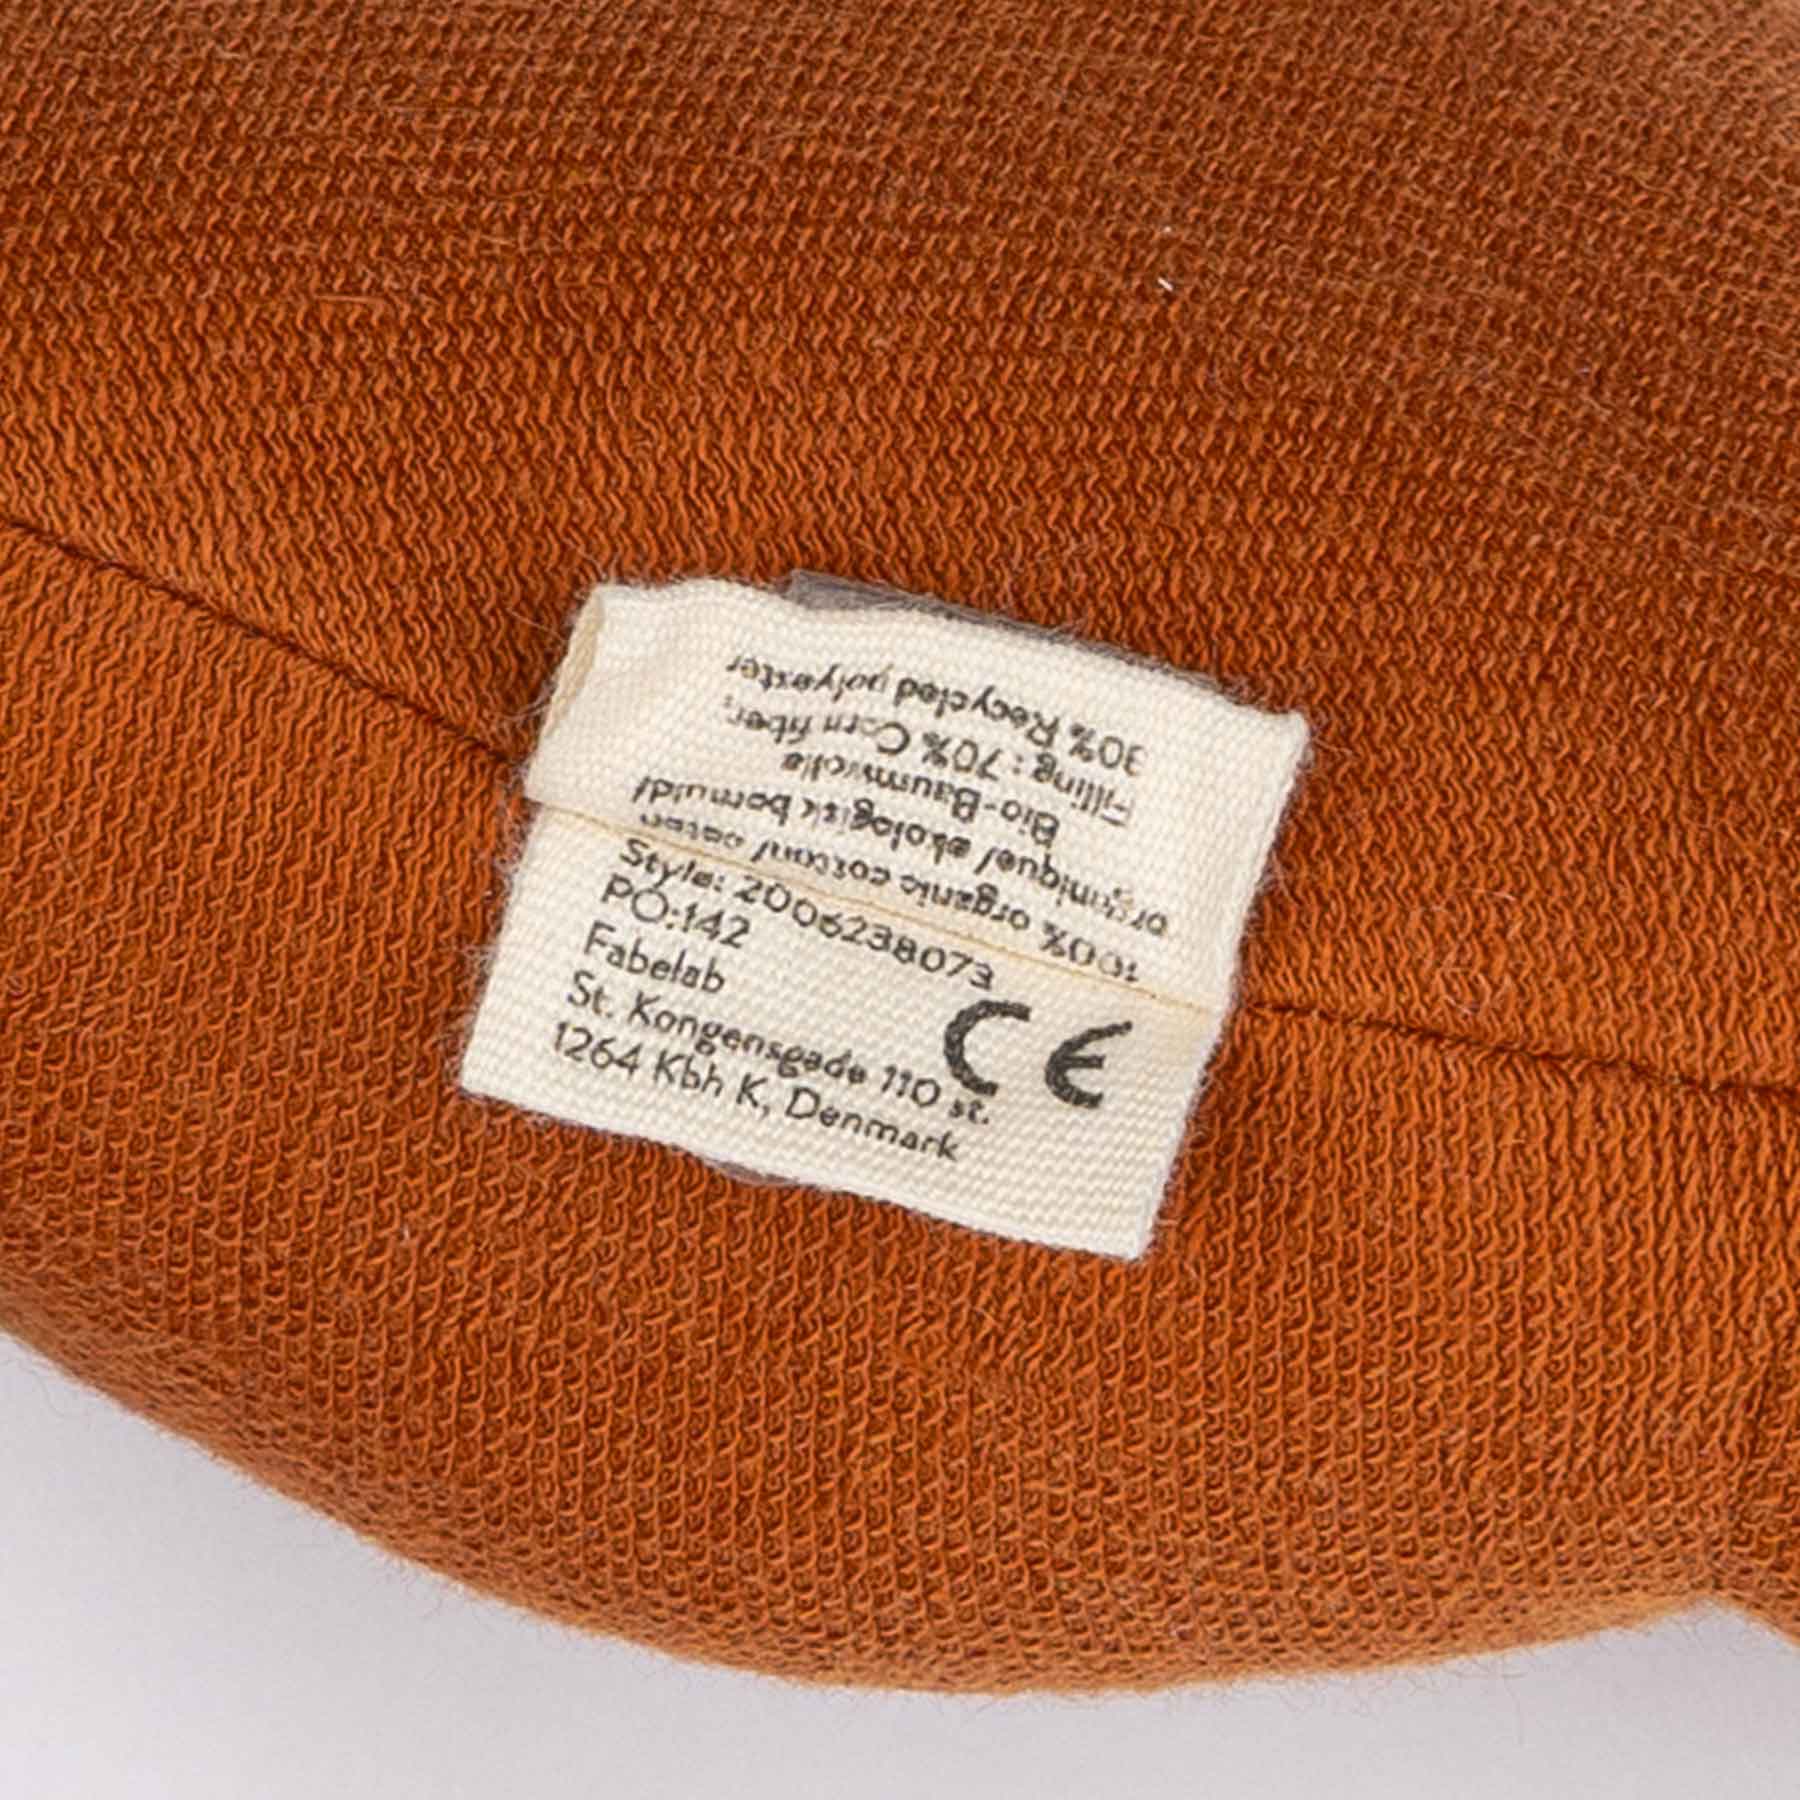 Style: 2006238073
PO:142
Fabelab
St. Kongensgade 110 st.
1264 Kbh K, Denmark
CE
100% organic cotton/
organique/ økologisk bomuld/
Bio-Baumwolle
Filling: 70% Corn fiber,
30% Recycled polyester